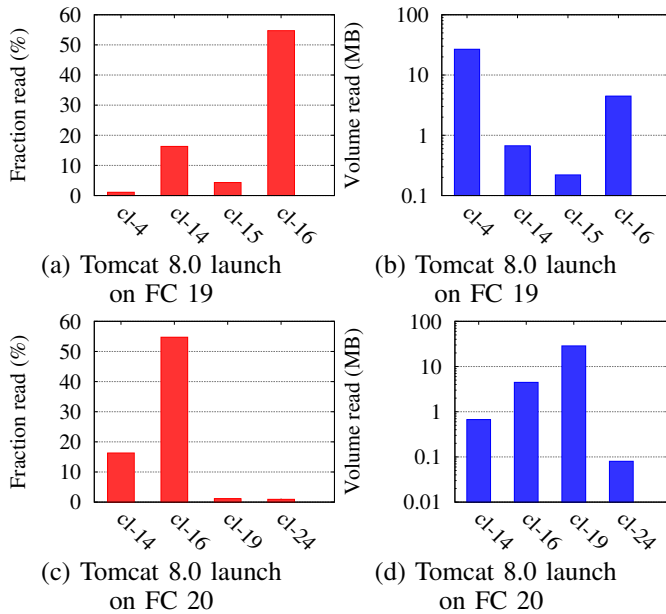 Fraction read (%)
60
50
40
30
20
10
0
cl-4
cl-14
cl-15
cl-16
(a) Tomcat 8.0 launch
on FC 19
Volume read (MB)
100
10
1
0.1
cl-4
cl-14
cl-15
cl-16
(b) Tomcat 8.0 launch
on FC 19
Fraction read (%)
60
50
40
30
20
10
0
cl-14
cl-16
cl-19
cl-24
(c) Tomcat 8.0 launch
on FC 20
Volume read (MB)
100
10
1
0.1
0.01
cl-14
cl-16
cl-19
cl-24
(d) Tomcat 8.0 launch
on FC 20